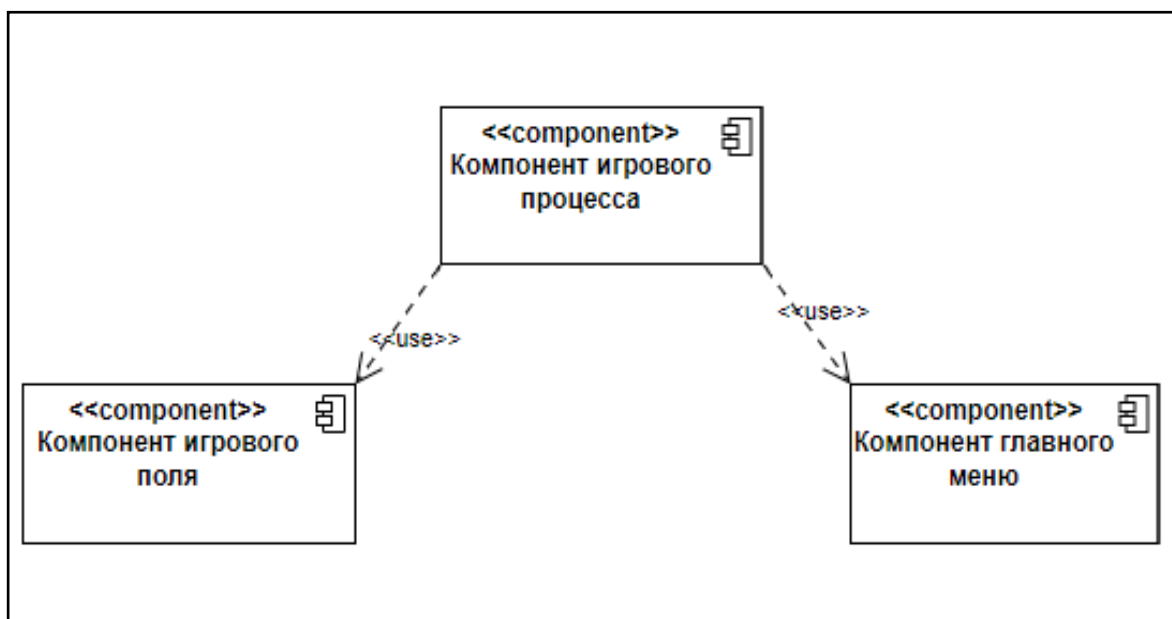 <<component>>
Компонент игрового
процесса
<<use>>
<<use>>
<<component>>
Компонент игрового
поля
<<component>>
Компонент главного
меню